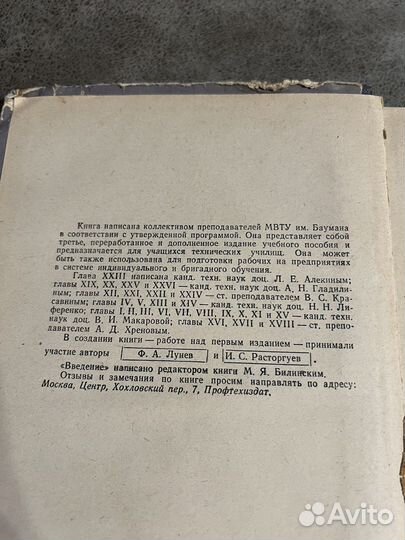 Книга написана коллективом преподавателей МВТУ им. Баумана
в соответствии с утвержденной программой. Она представляет собой
третье, переработанное и дополненное издание учебного пособия и
предназначается для учащихся технических училищ. Она может
быть также использована для подготовки рабочих на предприятиях
в системе индивидуального и бригадного обучения.
Глава XXIII написана канд. техн. наук доц. Л. Е. Алекиным;
главы XIX, XX, XXV и XXVI — канд. техн. наук доц. А, Н. Гладилиным;
главы XII, XXI, XXII и XXIV — ст. преподавателем В. С. Красавиным;
главы IV, V, XIII и XIV — канд. техн. наук доц. Н. Н.
ференко; главы I, II, III, VI, VII, VIII, IX, X, XI и XV — канд. техн.
наук доц. В. И. Макаровой; главы XVI, XVII и XVIII — ст. пре-
подавателем А. Д. Хреновым.
В создании книги — работе над первым изданием — принимали
участие авторы Ф. А. Лунев и И. С. Расторгуев.
«Введение» написано редактором книги М. Я. Билинским.
Отзывы и замечания по книге просим направлять по адресу:
Москва, Центр, Хохловский пер., 7, Профтехиздат.
Avito